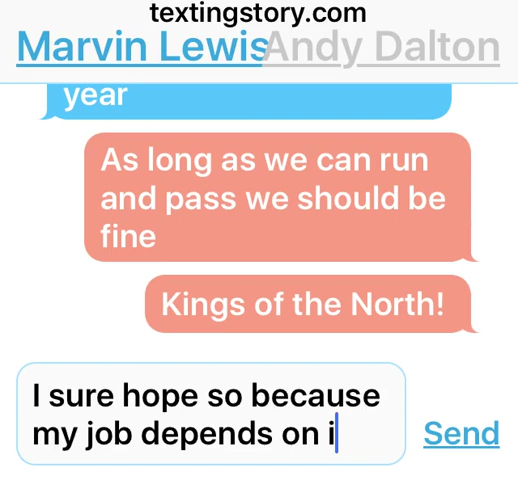 textingstory.com
Marvin Lewis Andy Dalton
year
As long as we can run
and pass we should be
fine
Kings of the North!
I sure hope so because
my job depends on i
Send